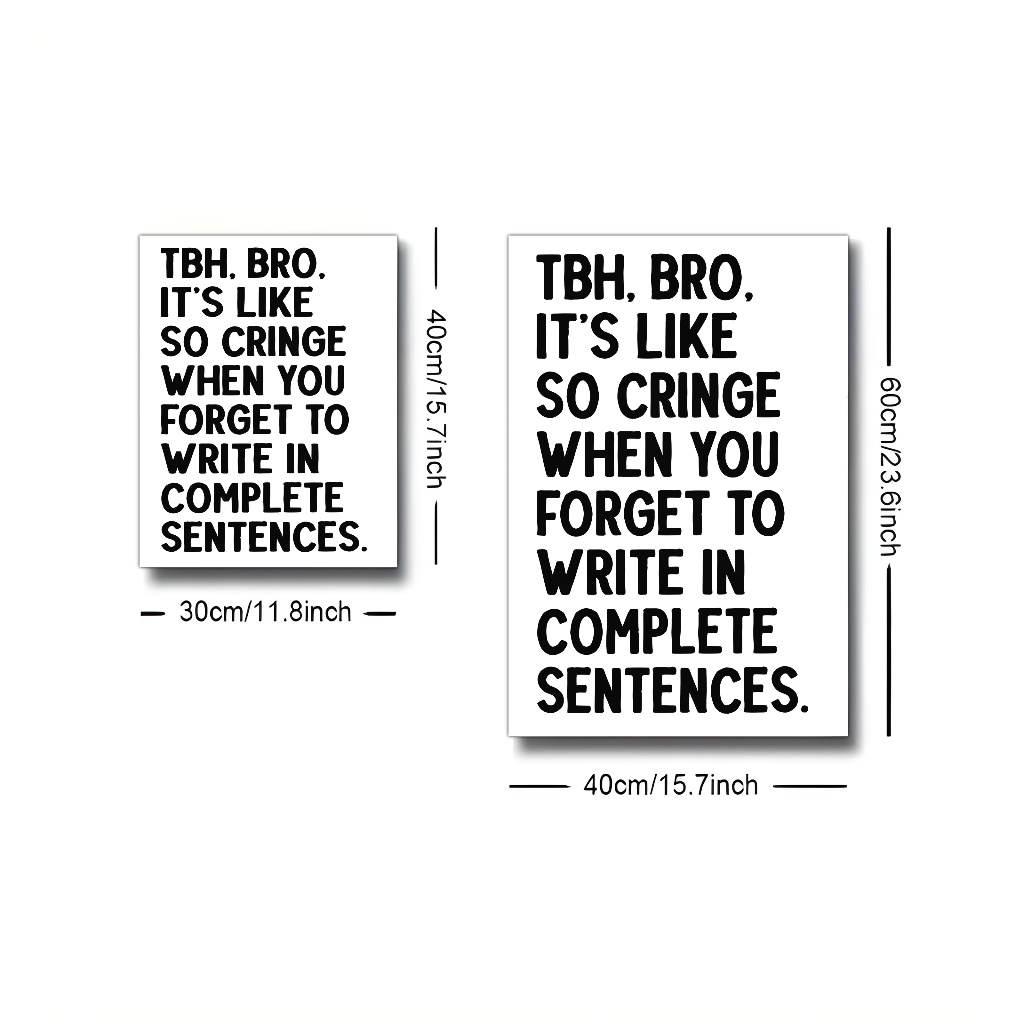 TBH, BRO,
IT'S LIKE
SO CRINGE
WHEN YOU
FORGET TO
WRITE IN
COMPLETE
SENTENCES.
40cm/15.7inch
30cm/11.8inch
TBH, BRO,
IT'S LIKE
SO CRINGE
WHEN YOU
FORGET TO
WRITE IN
COMPLETE
SENTENCES.
60cm/23.6inch
40cm/15.7inch